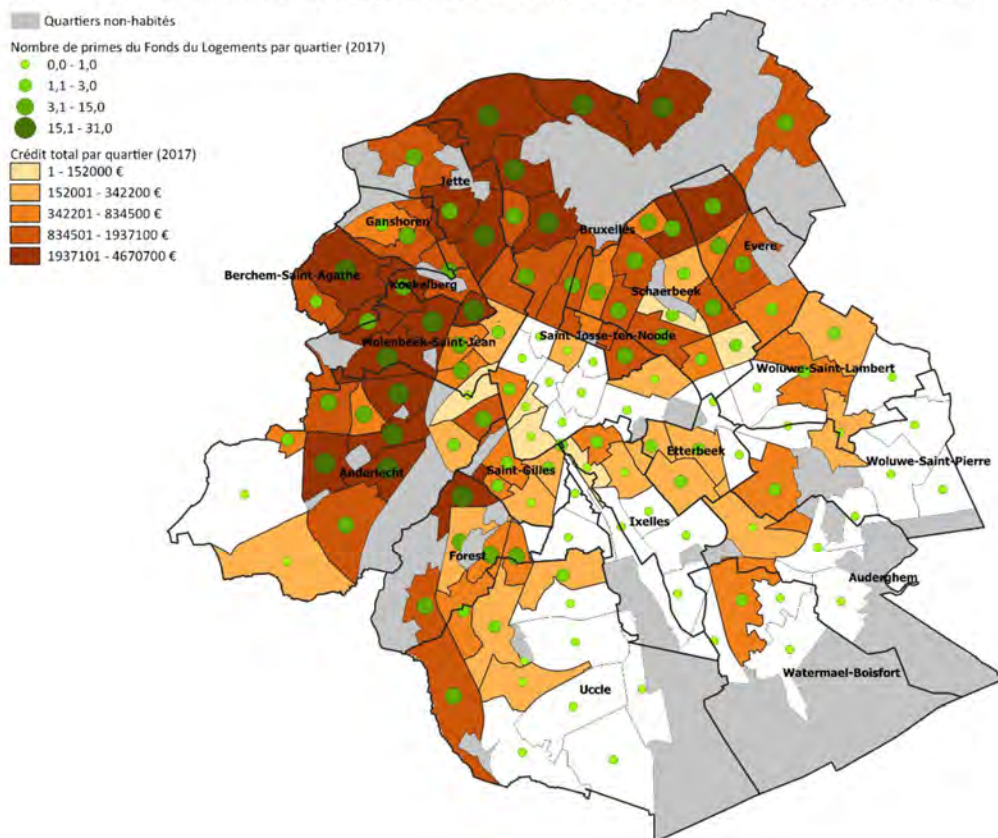 Quartiers non-habités
Nombre de primes du Fonds du Logements par quartier (2017)
0,0 - 1,0
1,1 - 3,0
3,1 - 15,0
15,1 - 31,0
Crédit total par quartier (2017)
1 - 152000 €
152001 - 342200 €
342201 - 834500 €
834501 - 1937100 €
1937101 - 4670700 €
Jette
Ganshoren
Bruxelles
Evere
Berchem-Saint-Agathe
Koekelberg
Schaerbeek
Molenbeek-Saint-Jean
Saint-Josse-ten-Noode
Woluwe-Saint-Lambert
Etterbeek
Woluwe-Saint-Pierre
Anderlecht
Saint-Gilles
Ixelles
Forest
Auderghem
Watermael-Boisfort
Uccle